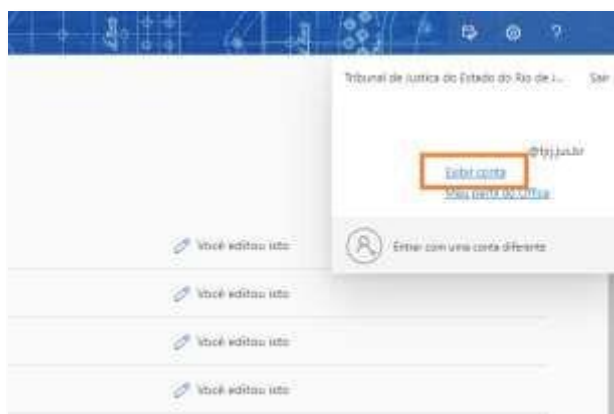 Tribunal de Justiça do Estado do Rio de J... Sair
@tjrj.jus.br
Exibir conta
Meu perfil do Office
Entrar com uma conta diferente
Você editou isto
Você editou isto
Você editou isto
Você editou isto